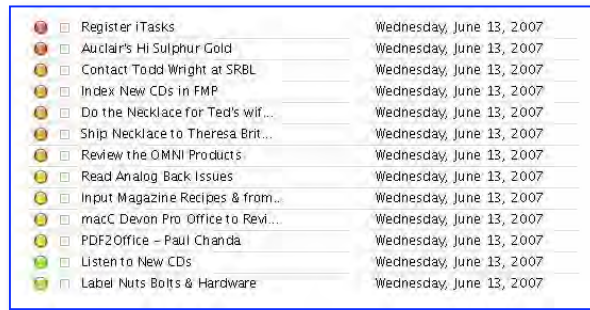 Register iTasks Wednesday, June 13, 2007
Auclair's Hi Sulphur Gold Wednesday, June 13, 2007
Contact Todd Wright at SRBL Wednesday, June 13, 2007
Index New CDs in FMP Wednesday, June 13, 2007
Do the Necklace for Ted's wif... Wednesday, June 13, 2007
Ship Necklace to Theresa Brit... Wednesday, June 13, 2007
Review the OMNI Products Wednesday, June 13, 2007
Read Analog Back Issues Wednesday, June 13, 2007
Input Magazine Recipes & from... Wednesday, June 13, 2007
macC Devon Pro Office to Revi... Wednesday, June 13, 2007
PDF2Office – Paul Chanda Wednesday, June 13, 2007
Listen to New CDs Wednesday, June 13, 2007
Label Nuts Bolts & Hardware Wednesday, June 13, 2007